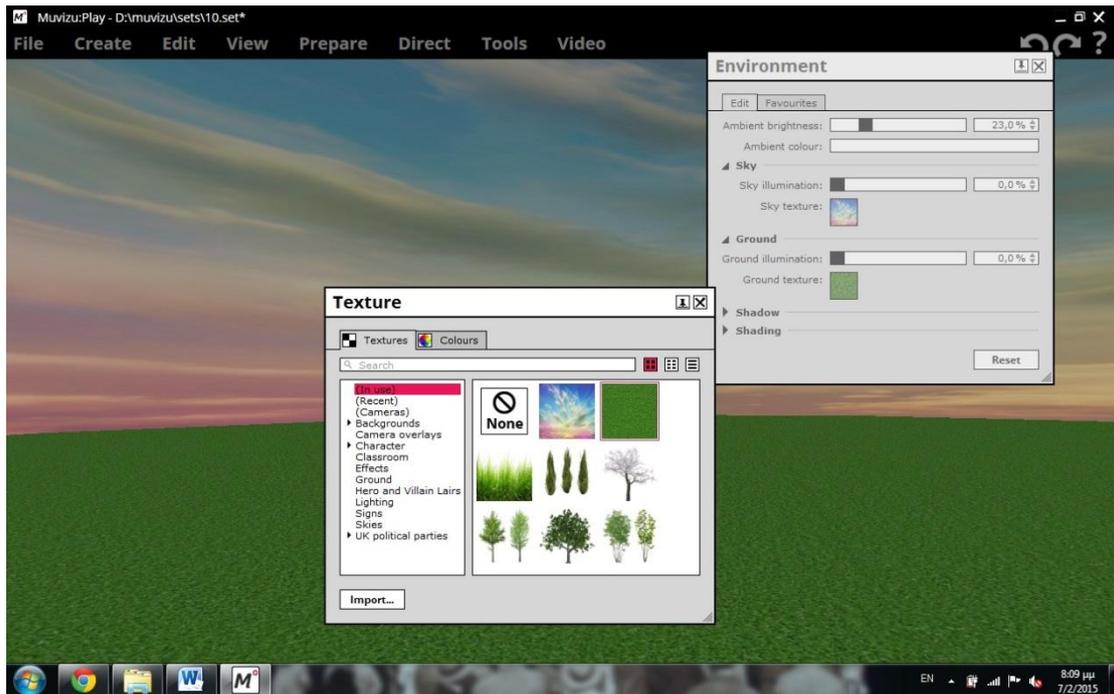 M° Muvizu:Play - D:\muvizu\sets\10.set*
File Create Edit View Prepare Direct Tools Video ?
Environment
Edit Favourites
Ambient brightness: 23,0 %
Ambient colour:
Sky
Sky illumination: 0,0 %
Sky texture:
Ground
Ground illumination: 0,0 %
Ground texture:
Shadow
Shading
Reset
Texture
Textures Colours
Search
(In use)
(Recent)
(Cameras)
Backgrounds
Camera overlays
Character
Classroom
Effects
Ground
Hero and Villain Lairs
Lighting
Signs
Skies
UK political parties
None
Import...
W M° EN 8:09 μμ
7/2/2015